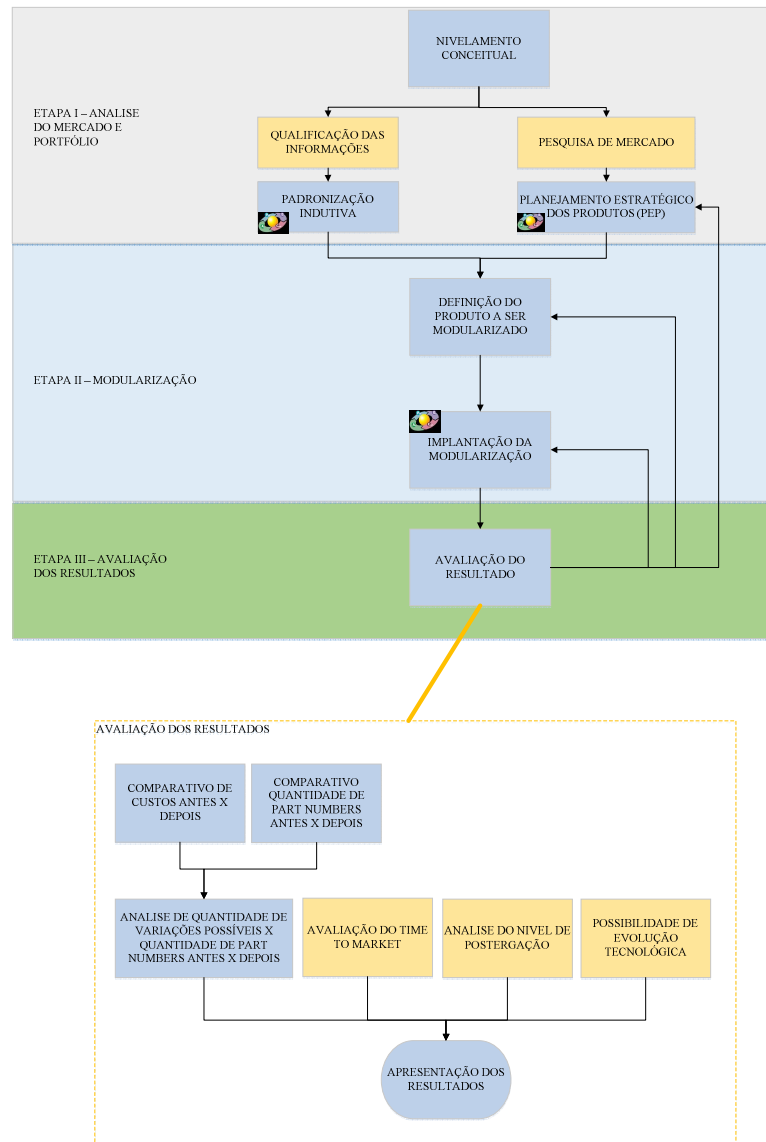 NIVELAMENTO
CONCEITUAL
ETAPA I – ANALISE
DO MERCADO E
PORTFÓLIO
QUALIFICAÇÃO DAS
INFORMAÇÕES
PESQUISA DE MERCADO
PADRONIZAÇÃO
INDUTIVA
PLANEJAMENTO ESTRATÉGICO
DOS PRODUTOS (PEP)
DEFINIÇÃO DO
PRODUTO A SER
MODULARIZADO
ETAPA II – MODULARIZAÇÃO
IMPLANTAÇÃO DA
MODULARIZAÇÃO
ETAPA III – AVALIAÇÃO
DOS RESULTADOS
AVALIAÇÃO DO
RESULTADO
AVALIAÇÃO DOS RESULTADOS
COMPARATIVO DE
CUSTOS ANTES X
DEPOIS
COMPARATIVO
QUANTIDADE DE
PART NUMBERS
ANTES X DEPOIS
ANALISE DE QUANTIDADE DE
VARIAÇÕES POSSÍVEIS X
QUANTIDADE DE PART
NUMBERS ANTES X DEPOIS
AVALIAÇÃO DO TIME
TO MARKET
ANALISE DO NIVEL DE
POSTERGAÇÃO
POSSIBILIDADE DE
EVOLUÇÃO
TECNOLÓGICA
APRESENTAÇÃO DOS
RESULTADOS